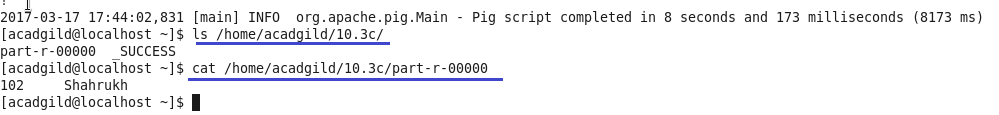 2017-03-17 17:44:02,831 [main] INFO  org.apache.pig.Main - Pig script completed in 8 seconds and 173 milliseconds (8173 ms)
[acadgild@localhost ~]$ ls /home/acadgild/10.3c/
part-r-00000  _SUCCESS
[acadgild@localhost ~]$ cat /home/acadgild/10.3c/part-r-00000
102     Shahrukh
[acadgild@localhost ~]$